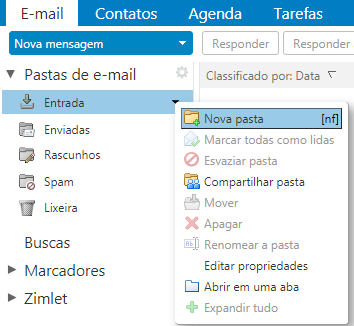 E-mail Contatos Agenda Tarefas
Nova mensagem Responder Responder
Pastas de e-mail Classificado por: Data
Entrada
Nova pasta [nf]
Enviadas
Marcar todas como lidas
Rascunhos
Esvaziar pasta
Spam
Compartilhar pasta
Lixeira
Mover
Apagar
Buscas
Renomear a pasta
Marcadores
Editar propriedades
Zimlet
Abrir em uma aba
Expandir tudo